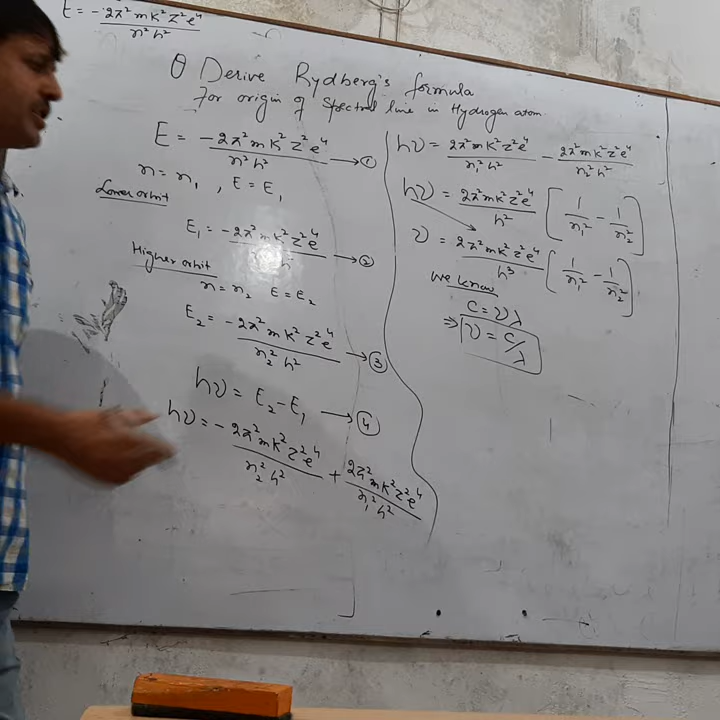 E = -2π²mK²Z²e⁴ / n²h²
Q Derive Rydberg's formula
For origin of Spectral line in Hydrogen atom.
E = -2π²mK²Z²e⁴ / n²h² → ①
n = n₁ , E = E₁
Lower orbit
E₁ = -2π²mK²Z²e⁴ / h → ②
Higher orbit
n = n₂ E = E₂
E₂ = -2π²mK²Z²e⁴ / n₂²h² → ③
hν = E₂ - E₁ → ④
hν = - 2π²mK²Z²e⁴ / n₂²h² + 2π²mK²Z²e⁴ / n₁²h²
hν = 2π²mK²Z²e⁴ / n₁²h² - 2π²mK²Z²e⁴ / n₂²h²
hν = 2π²mK²Z²e⁴ / h² [ 1/n₁² - 1/n₂² ]
ν = 2π²mK²Z²e⁴ / h³ [ 1/n₁² - 1/n₂² ]
we know
C = νλ
⇒ ν = C/λ